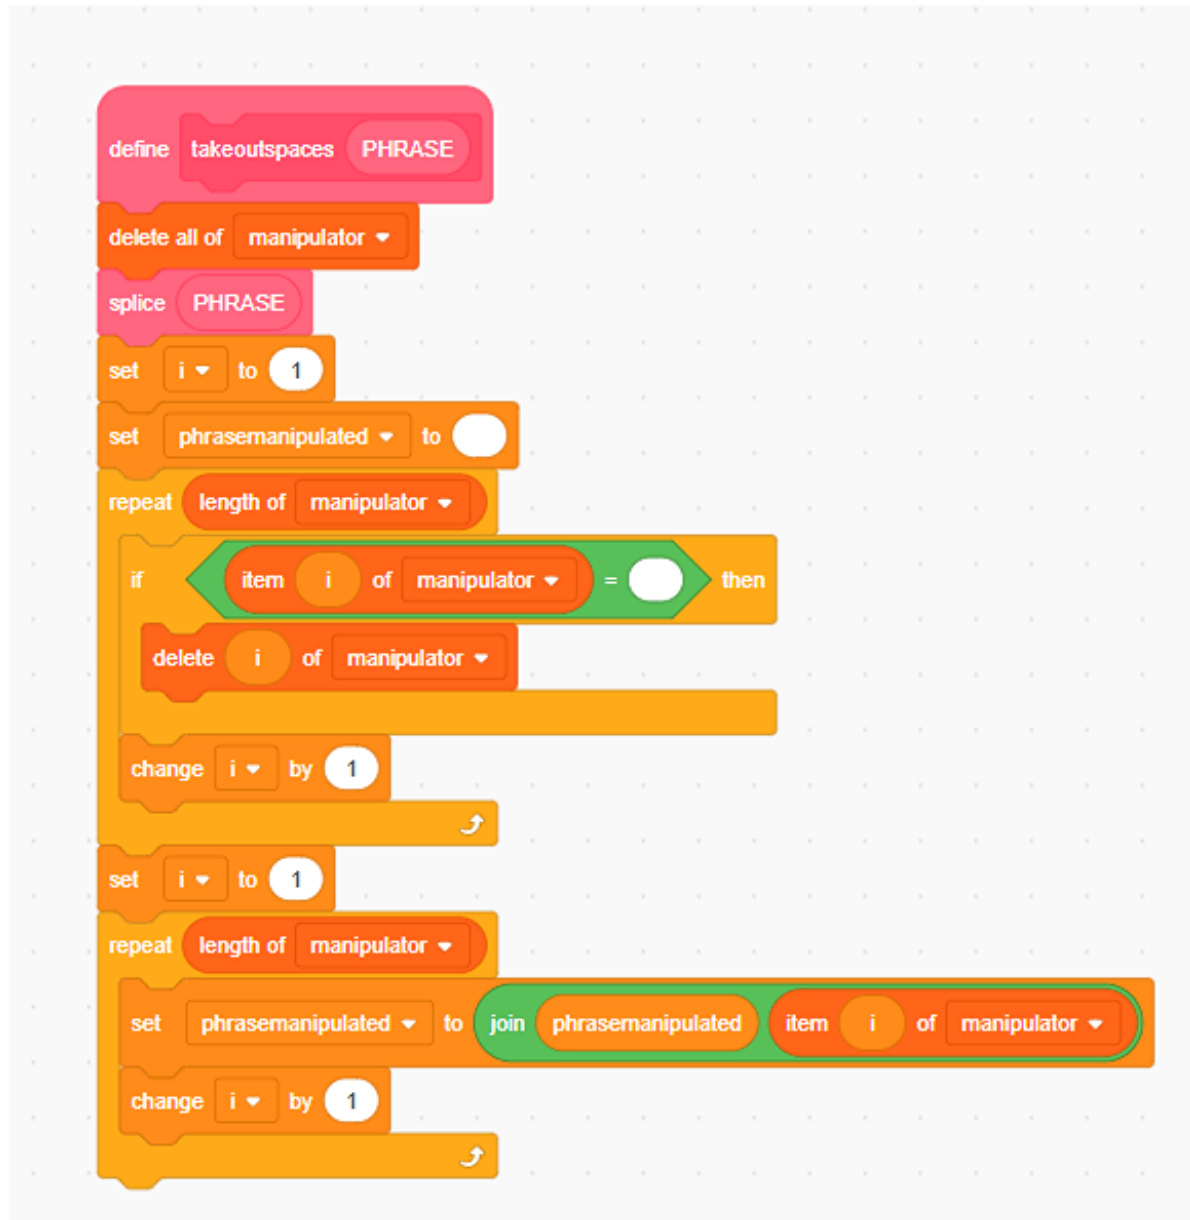 define takeoutspaces PHRASE
delete all of manipulator
splice PHRASE
set i to 1
set phrasemanipulated to
repeat length of manipulator
if item i of manipulator = then
delete i of manipulator
change i by 1
set i to 1
repeat length of manipulator
set phrasemanipulated to join phrasemanipulated item i of manipulator
change i by 1